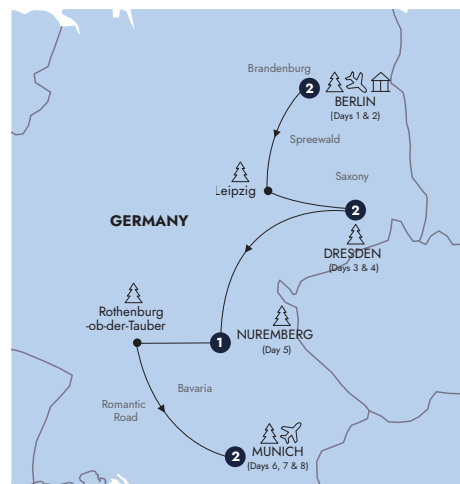 Brandenburg
2
BERLIN
(Days 1 & 2)
Spreewald
Leipzig
Saxony
2
GERMANY
DRESDEN
(Days 3 & 4)
Rothenburg
-ob-der-Tauber
1
NUREMBERG
(Day 5)
Bavaria
Romantic
Road
2
MUNICH
(Days 6, 7 & 8)